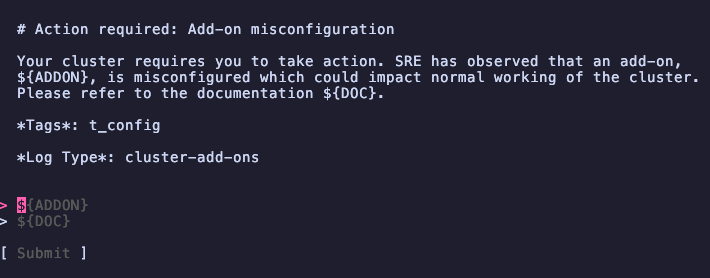 # Action required: Add-on misconfiguration
Your cluster requires you to take action. SRE has observed that an add-on,
${ADDON}, is misconfigured which could impact normal working of the cluster.
Please refer to the documentation ${DOC}.
*Tags*: t_config
*Log Type*: cluster-add-ons
> ${ADDON}
> ${DOC}
[ Submit ]